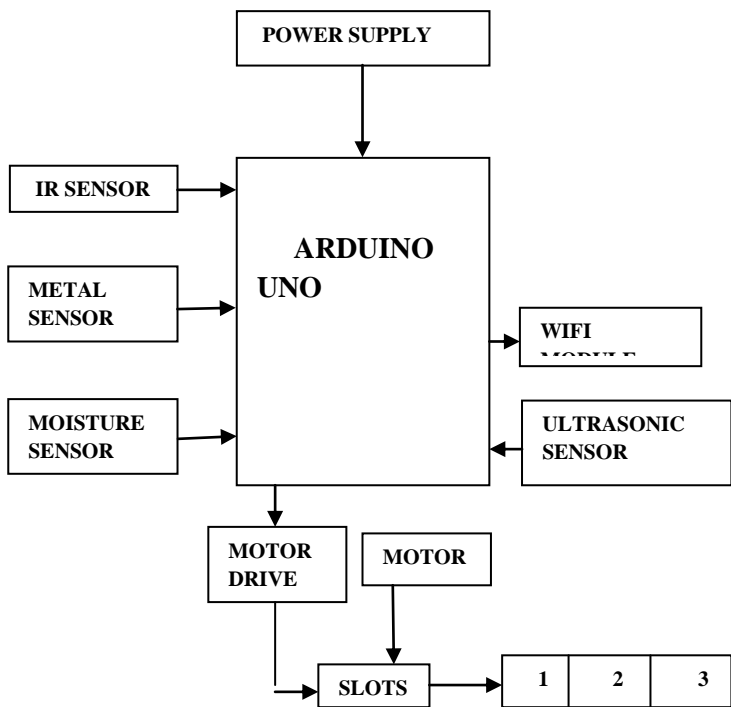 POWER SUPPLY
IR SENSOR
ARDUINO
UNO
METAL
SENSOR
WIFI
MODULE
MOISTURE
SENSOR
ULTRASONIC
SENSOR
MOTOR
DRIVE
MOTOR
SLOTS
1 2 3